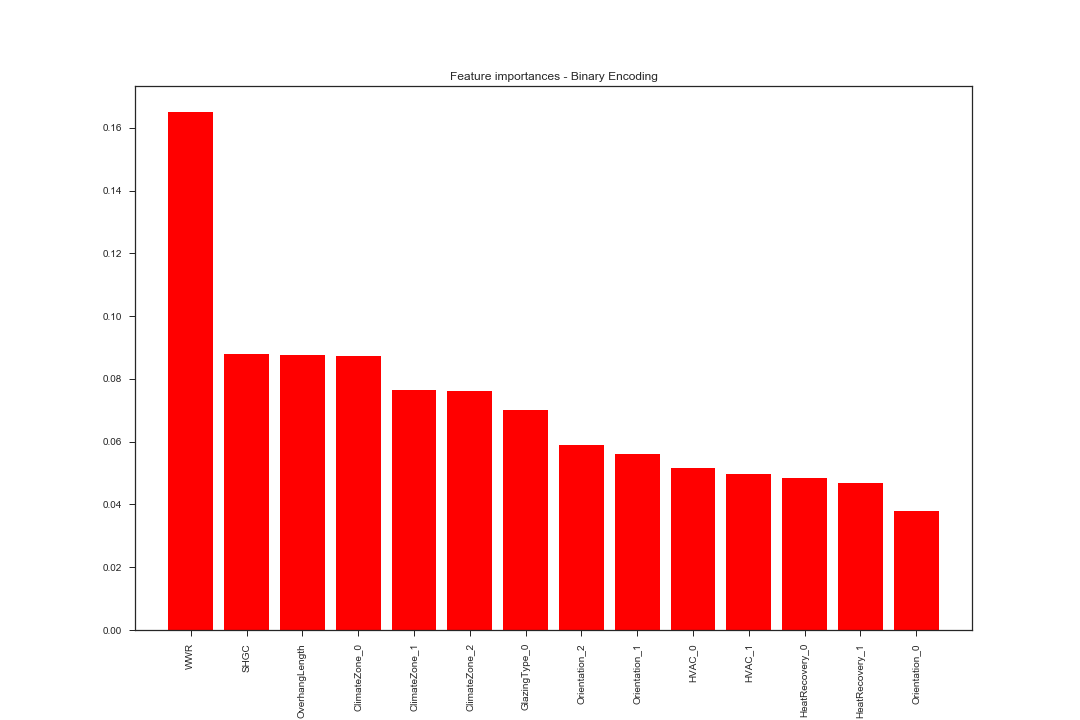 Feature importances - Binary Encoding
0.16
0.14
0.12
0.10
0.08
0.06
0.04
0.02
0.00
WWR
SHGC
OverhangLength
ClimateZone_0
ClimateZone_1
ClimateZone_2
GlazingType_0
Orientation_2
Orientation_1
HVAC_0
HVAC_1
HeatRecovery_0
HeatRecovery_1
Orientation_0